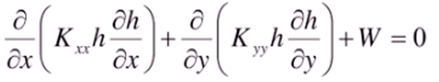 ∂/∂x (K_xx h ∂h/∂x) + ∂/∂y (K_yy h ∂h/∂y) + W = 0